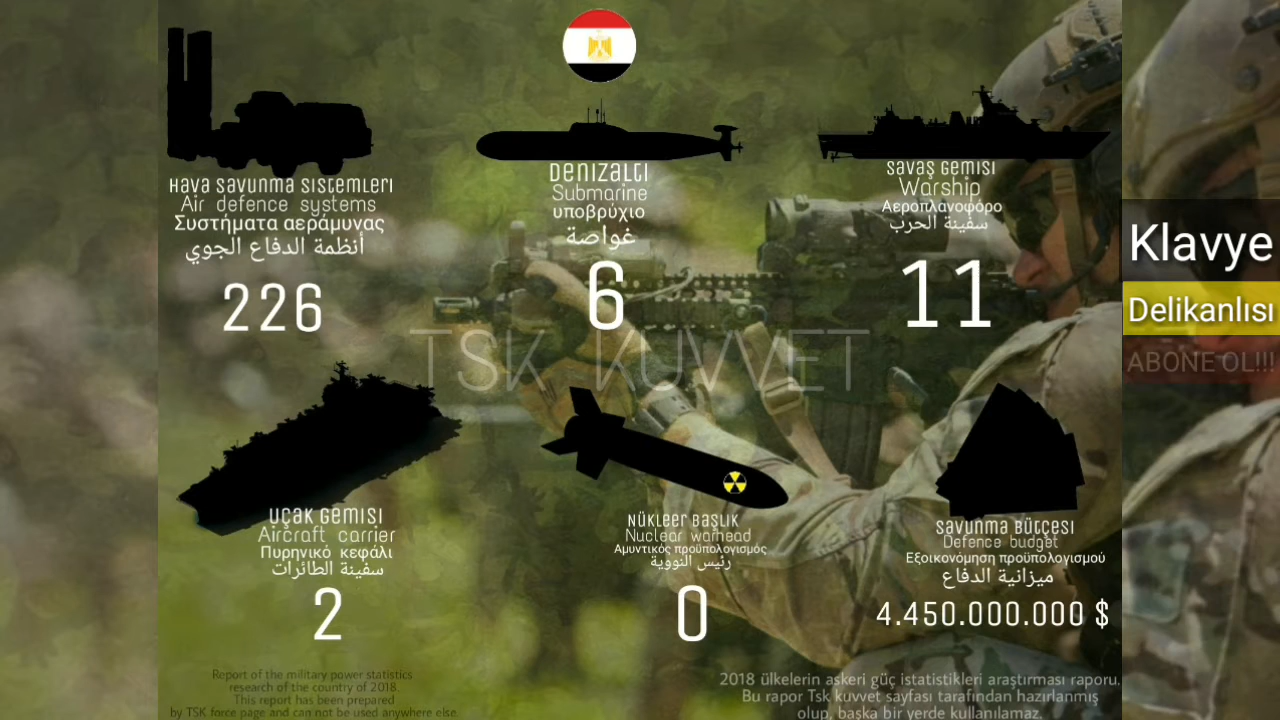 Hava Savunma Sistemleri
Air defence systems
Συστήματα αεράμυνας
أنظمة الدفاع الجوي
226
Denizaltı
Submarine
υποβρύχιο
غواصة
6
Savaş Gemisi
Warship
Αεροπλανοφόρο
سفينة الحرب
11
TSK KUVVET
Klavye
Delikanlısı
ABONE OL!!!
Uçak Gemisi
Aircraft carrier
Πυρηνικό κεφάλι
سفينة الطائرات
2
Nükleer Başlık
Nuclear warhead
Αμυντικός προϋπολογισμός
رئيس النووية
0
Savunma Bütçesi
Defence budget
Εξοικονόμηση προϋπολογισμού
ميزانية الدفاع
4.450.000.000 $
Report of the military power statistics
research of the country of 2018.
This report has been prepared
by TSK force page and can not be used anywhere else.
2018 ülkelerin askeri güç istatistikleri araştırması raporu.
Bu rapor Tsk kuvvet sayfası tarafından hazırlanmış
olup, başka bir yerde kullanılamaz.